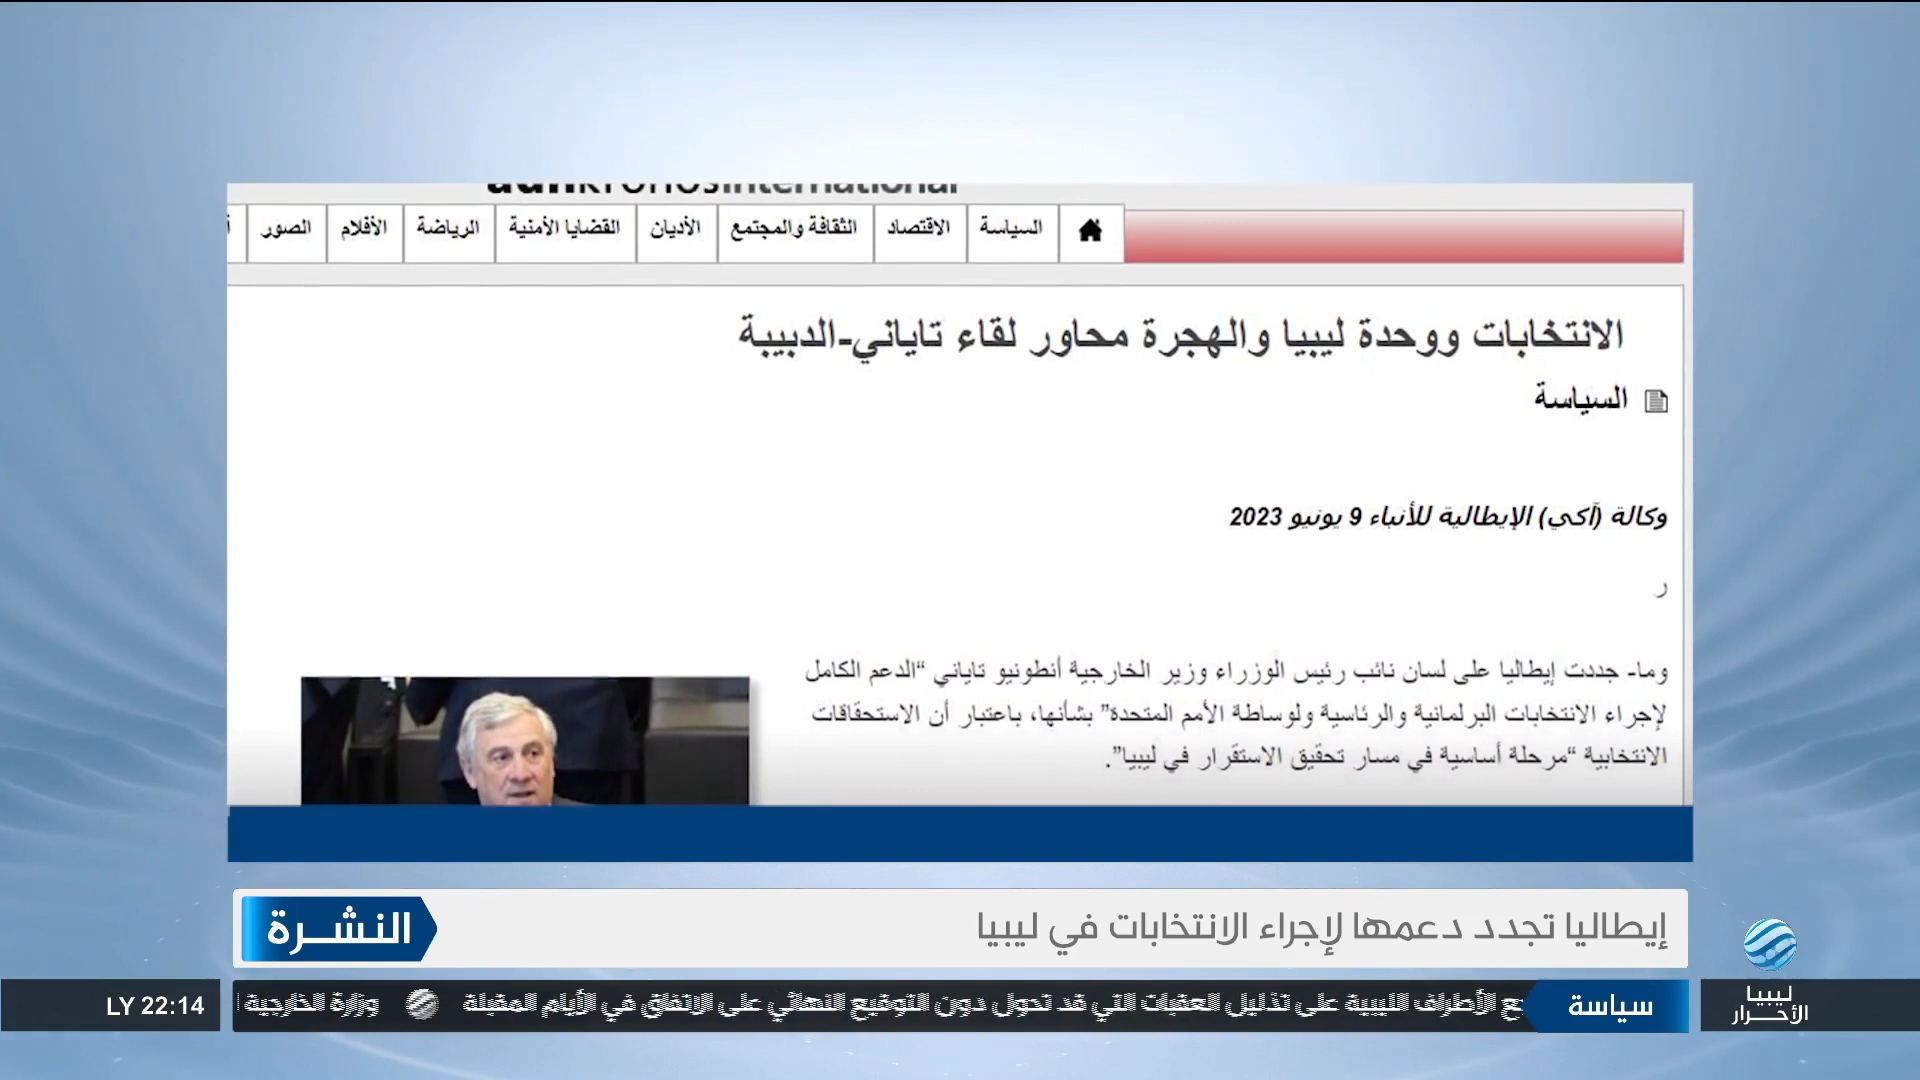 adnkronosinternational
السياسة
الاقتصاد
الثقافة والمجتمع
الأديان
القضايا الأمنية
الرياضة
الأفلام
الصور
الانتخابات ووحدة ليبيا والهجرة محاور لقاء تاياني-الدبيبة
السياسة
وكالة (آكي) الإيطالية للأنباء 9 يونيو 2023
ر
وما- جددت إيطاليا على لسان نائب رئيس الوزراء وزير الخارجية أنطونيو تاياني “الدعم الكامل
لإجراء الانتخابات البرلمانية والرئاسية ولوساطة الأمم المتحدة” بشأنها، باعتبار أن الاستحقاقات
الانتخابية “مرحلة أساسية في مسار تحقيق الاستقرار في ليبيا”.
إيطاليا تجدد دعمها لإجراء الانتخابات في ليبيا
النشرة
سياسة
الأطراف الليبية على تذليل العقبات التي قد تحول دون التوقيع النهائي على الاتفاق في الأيام المقبلة
وزارة الخارجية
LY 22:14
ليبيا
الأحرار